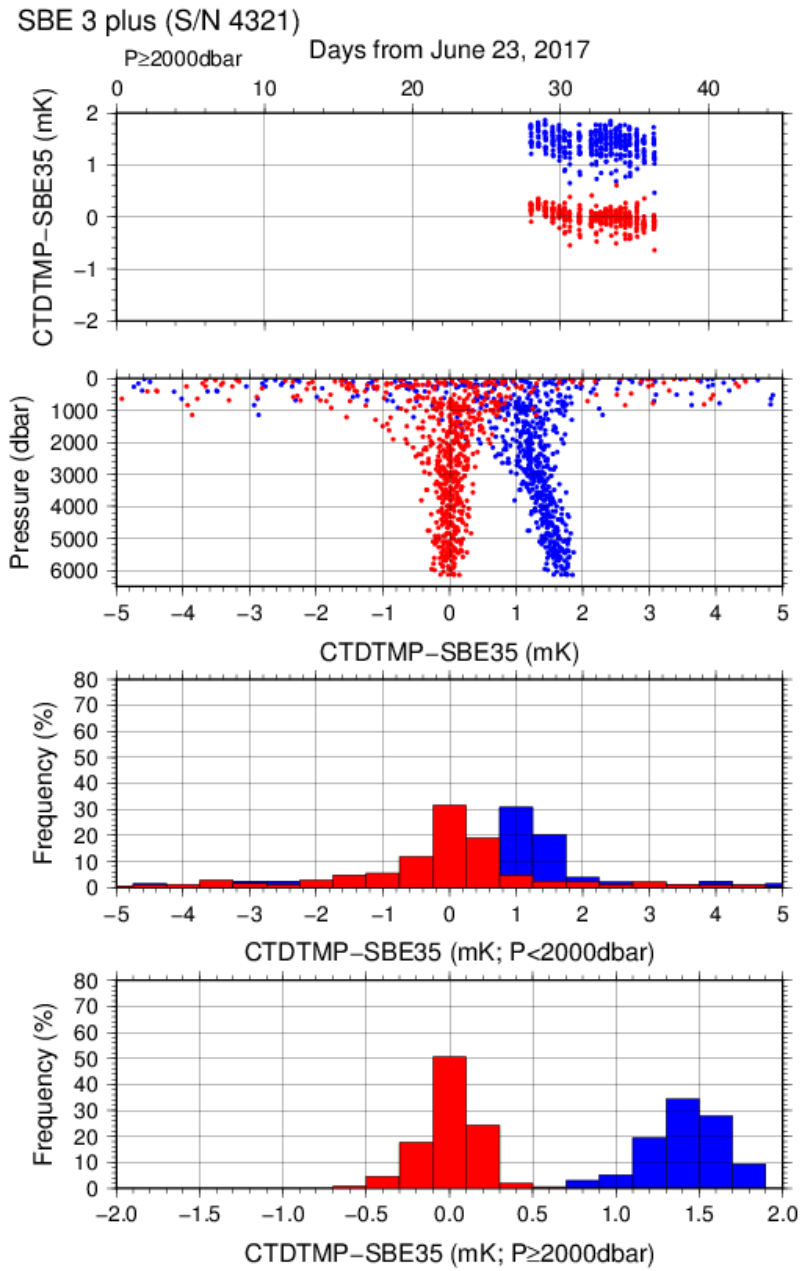 SBE 3 plus (S/N 4321)
P≥2000dbar
Days from June 23, 2017
0 10 20 30 40
CTDTMP−SBE35 (mK)
2
1
0
−1
−2
Pressure (dbar)
0
1000
2000
3000
4000
5000
6000
−5 −4 −3 −2 −1 0 1 2 3 4 5
CTDTMP−SBE35 (mK)
Frequency (%)
80
70
60
50
40
30
20
10
0
−5 −4 −3 −2 −1 0 1 2 3 4 5
CTDTMP−SBE35 (mK; P<2000dbar)
Frequency (%)
80
70
60
50
40
30
20
10
0
−2.0 −1.5 −1.0 −0.5 0.0 0.5 1.0 1.5 2.0
CTDTMP−SBE35 (mK; P≥2000dbar)